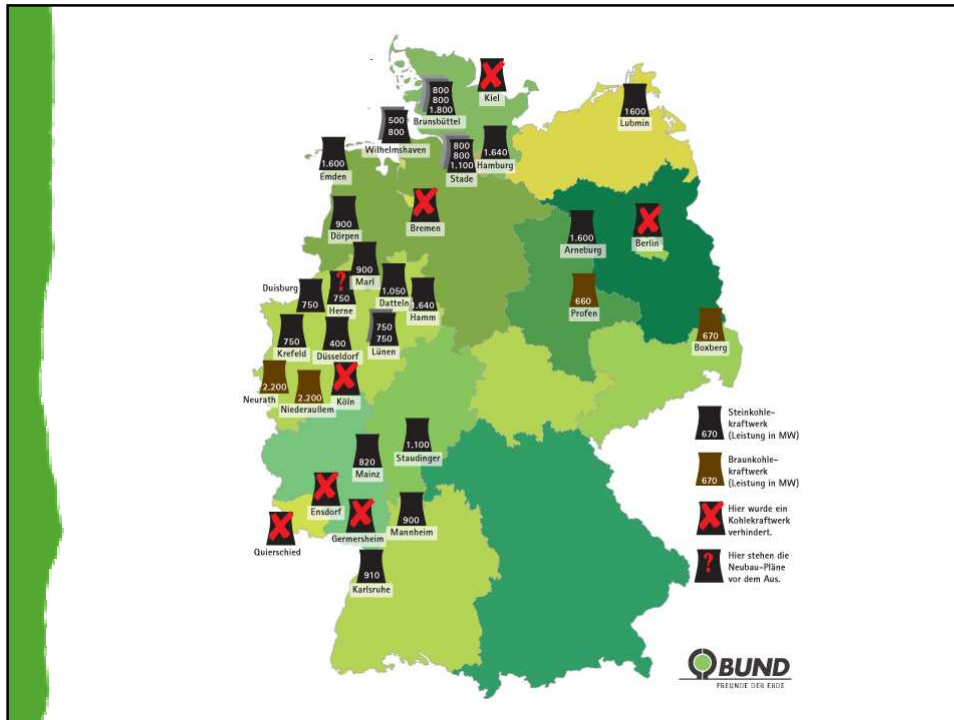 Kiel
800
800
1.800
Brunsbüttel
1600
Lubmin
500
800
Wilhelmshaven
800
800
1.100
Stade
1.640
Hamburg
1.600
Emden
Bremen
Berlin
900
Dörpen
1.600
Arneburg
900
Marl
Duisburg
750
?
750
Herne
1.050
Datteln
1.640
Hamm
660
Profen
750
Krefeld
400
Düsseldorf
750
750
Lünen
670
Boxberg
2.200
Neurath
2.200
Niederaußem
Köln
1.100
Staudinger
820
Mainz
Ensdorf
Germersheim
900
Mannheim
Quierschied
910
Karlsruhe
670
Steinkohle-
kraftwerk
(Leistung in MW)
670
Braunkohle-
kraftwerk
(Leistung in MW)
Hier wurde ein
Kohlekraftwerk
verhindert.
?
Hier stehen die
Neubau-Pläne
vor dem Aus.
BUND
FREUNDE DER ERDE